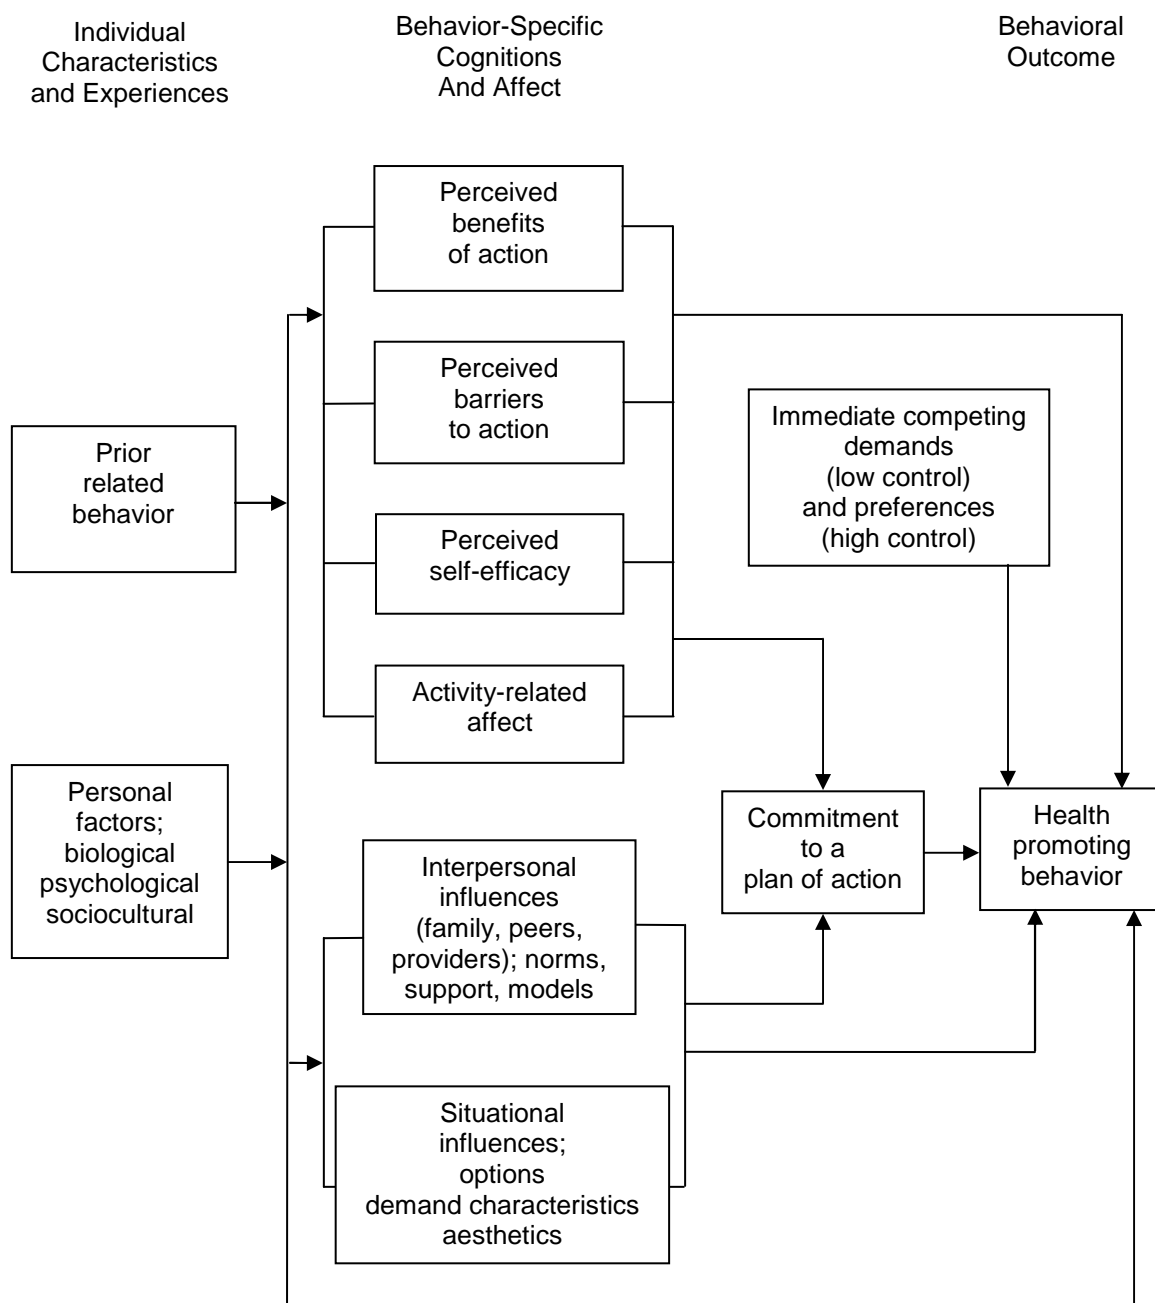 Individual
Characteristics
and Experiences
Behavior-Specific
Cognitions
And Affect
Behavioral
Outcome
Perceived
benefits
of action
Perceived
barriers
to action
Immediate competing
demands
(low control)
and preferences
(high control)
Prior
related
behavior
Perceived
self-efficacy
Activity-related
affect
Personal
factors;
biological
psychological
sociocultural
Commitment
to a
plan of action
Health
promoting
behavior
Interpersonal
influences
(family, peers,
providers); norms,
support, models
Situational
influences;
options
demand characteristics
aesthetics